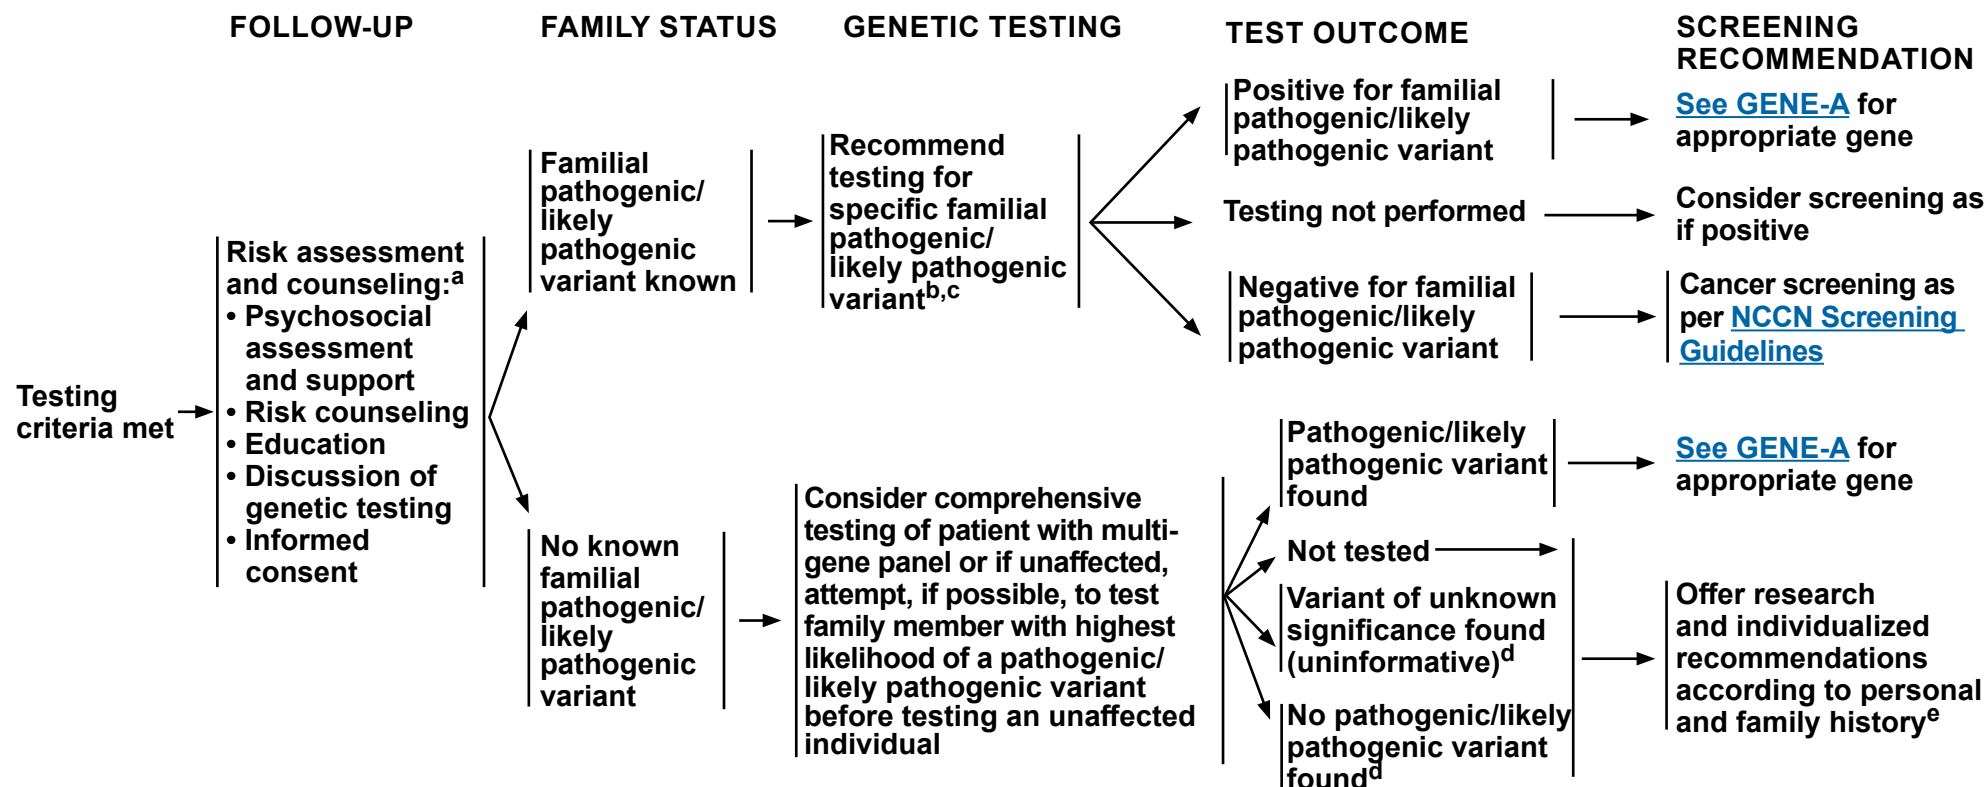 FOLLOW-UP
FAMILY STATUS
GENETIC TESTING
TEST OUTCOME
SCREENING
RECOMMENDATION
Testing
criteria met
Risk assessment
and counseling:a
• Psychosocial
assessment
and support
• Risk counseling
• Education
• Discussion of
genetic testing
• Informed
consent
Familial
pathogenic/
likely
pathogenic
variant known
Recommend
testing for
specific familial
pathogenic/
likely pathogenic
variantb,c
Positive for familial
pathogenic/likely
pathogenic variant
See GENE-A for
appropriate gene
Testing not performed
Consider screening as
if positive
Negative for familial
pathogenic/likely
pathogenic variant
Cancer screening as
per NCCN Screening
Guidelines
No known
familial
pathogenic/
likely
pathogenic
variant
Consider comprehensive
testing of patient with multi-
gene panel or if unaffected,
attempt, if possible, to test
family member with highest
likelihood of a pathogenic/
likely pathogenic variant
before testing an unaffected
individual
Pathogenic/likely
pathogenic variant
found
See GENE-A for
appropriate gene
Not tested
Variant of unknown
significance found
(uninformative)d
No pathogenic/likely
pathogenic variant
foundd
Offer research
and individualized
recommendations
according to personal
and family historye